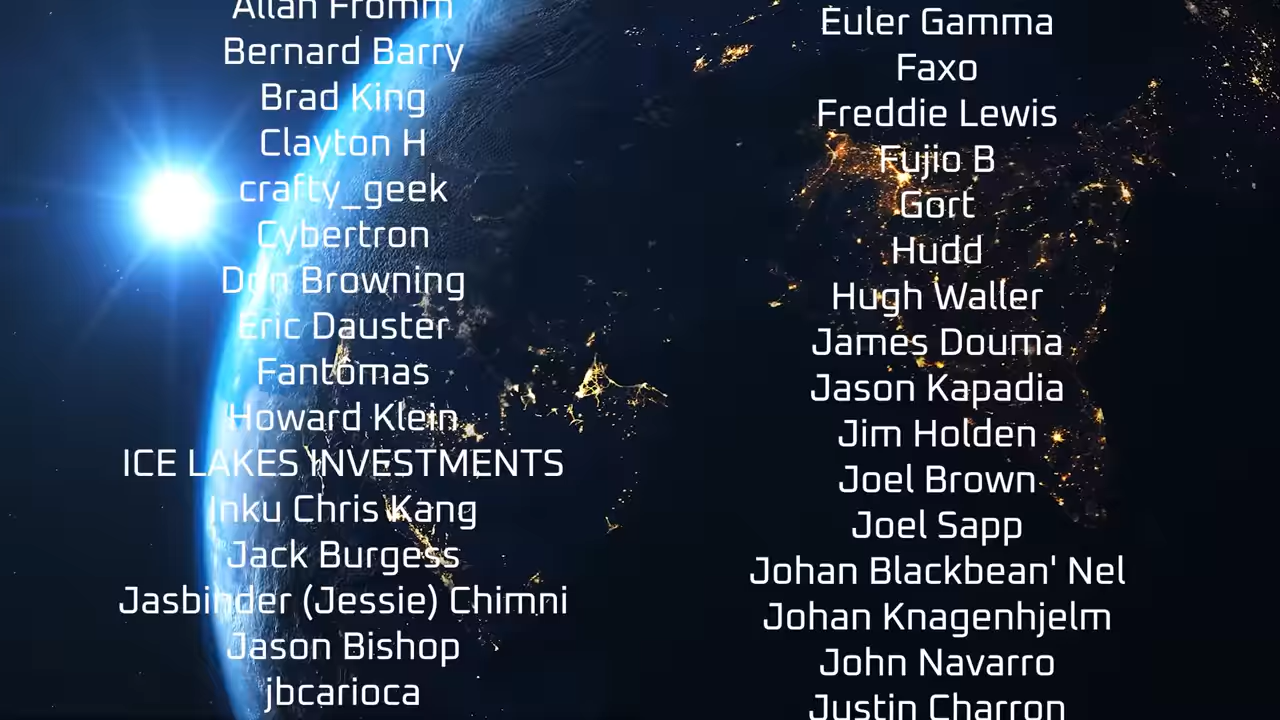 Allan Fromm
Bernard Barry
Brad King
Clayton H
crafty_geek
Cybertron
Don Browning
Eric Dauster
Fantômas
Howard Klein
ICE LAKES INVESTMENTS
Inku Chris Kang
Jack Burgess
Jasbinder (Jessie) Chimni
Jason Bishop
jbcarioca
Euler Gamma
Faxo
Freddie Lewis
Fujio B
Gort
Hudd
Hugh Waller
James Douma
Jason Kapadia
Jim Holden
Joel Brown
Joel Sapp
Johan Blackbean' Nel
Johan Knagenhjelm
John Navarro
Justin Charron